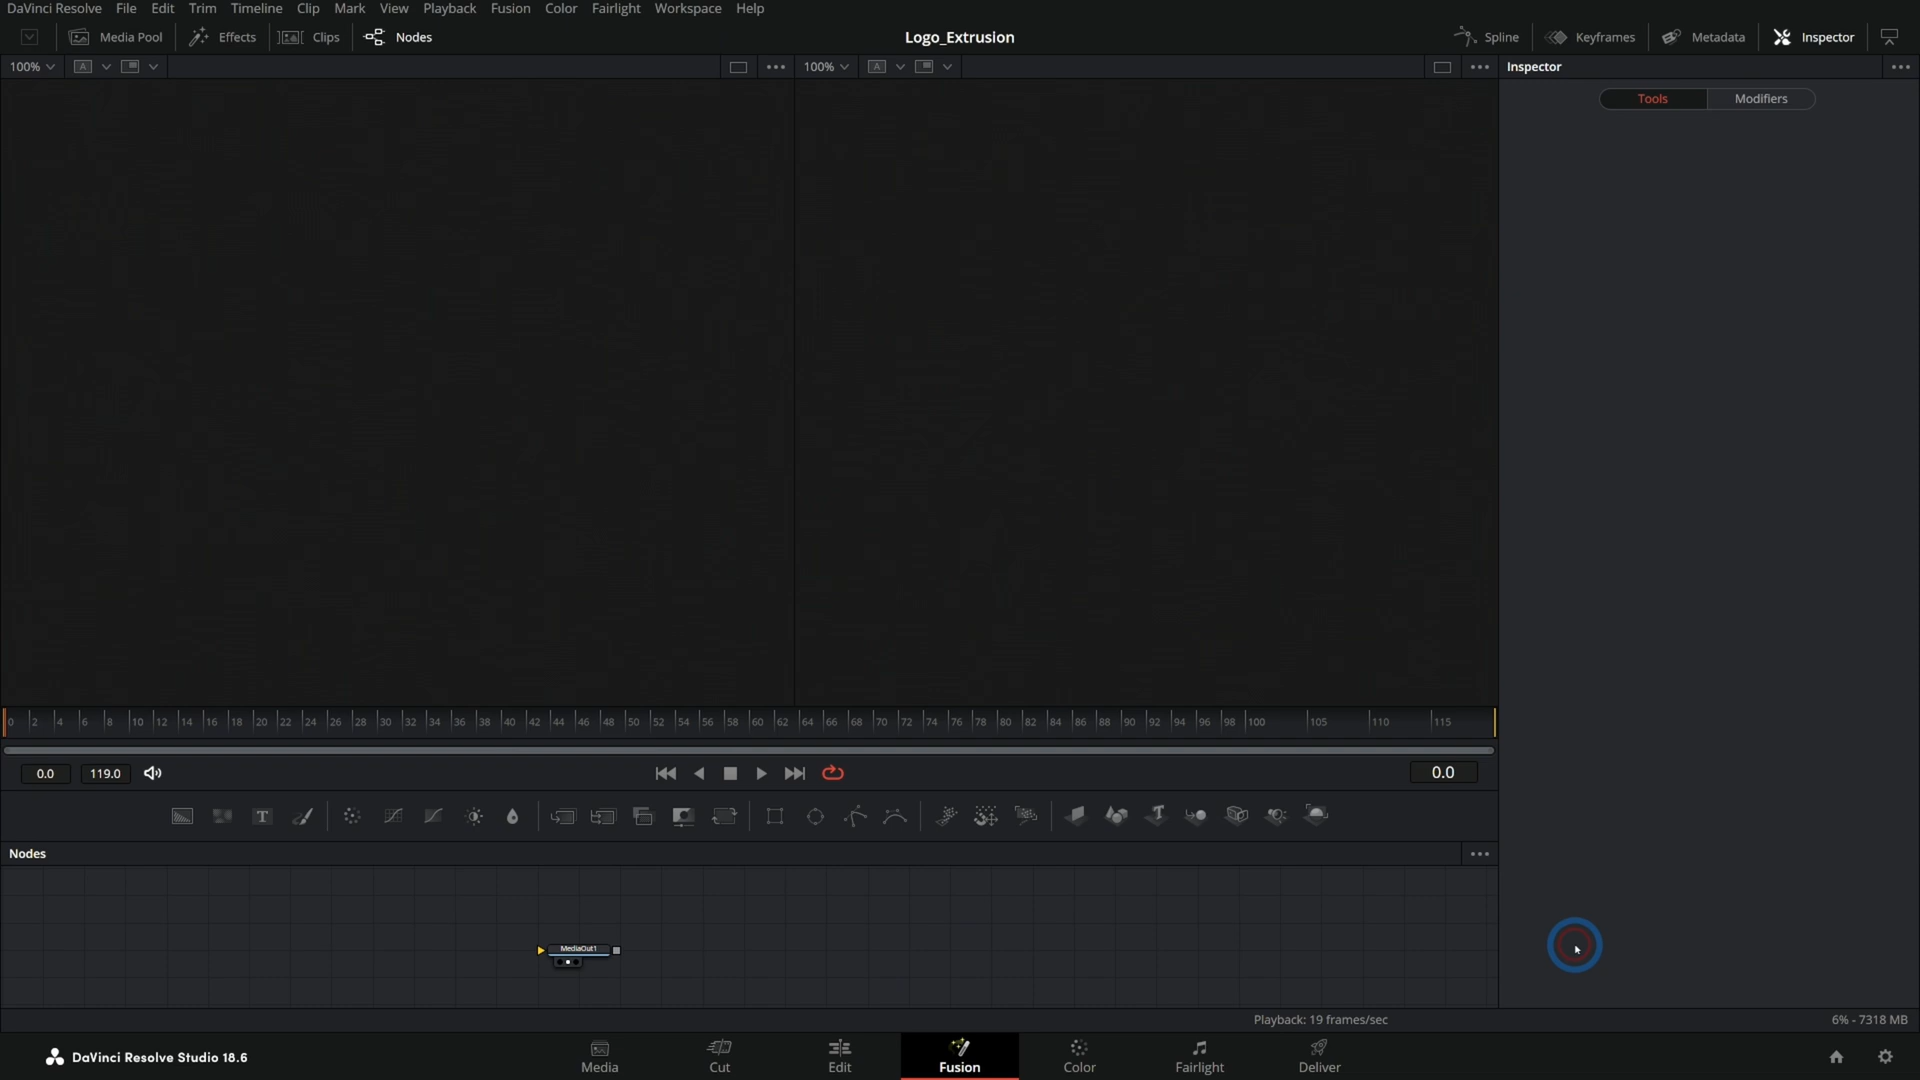 DaVinci Resolve File Edit Trim Timeline Clip Mark View Playback Fusion Color Fairlight Workspace Help
Media Pool Effects Clips Nodes Logo_Extrusion Spline Keyframes Metadata Inspector
100% A 100% A Inspector
Tools Modifiers
0 2 4 6 8 10 12 14 16 18 20 22 24 26 28 30 32 34 36 38 40 42 44 46 48 50 52 54 56 58 60 62 64 66 68 70 72 74 76 78 80 82 84 86 88 90 92 94 96 98 100 105 110 115
0.0 119.0 0.0
T T
Nodes
MediaOut1
Playback: 19 frames/sec 6% - 7318 MB
DaVinci Resolve Studio 18.6 Media Cut Edit Fusion Color Fairlight Deliver